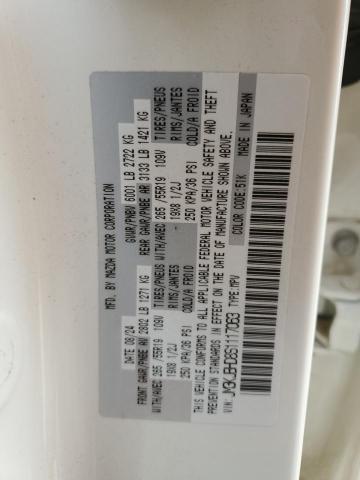 MFD. BY MAZDA MOTOR CORPORATION
DATE 08/24 GVWR/PNBV 6001 LB 2722 KG
FRONT GAWR/PNBE AV 2802 LB 1271 KG REAR GAWR/PNBE AR 3133 LB 1421 KG
WITH/AVEC 265 /55R19 109V TIRES/PNEUS WITH/AVEC 265 /55R19 109V TIRES/PNEUS
19X8 1/2J RIMS/JANTES 19X8 1/2J RIMS/JANTES
250 KPA/36 PSI COLD/A FROID 250 KPA/36 PSI COLD/A FROID
THIS VEHICLE CONFORMS TO ALL APPLICABLE FEDERAL MOTOR VEHICLE SAFETY AND THEFT
PREVENTION STANDARDS IN EFFECT ON THE DATE OF MANUFACTURE SHOWN ABOVE.
VIN: TYPE:MPV COLOR CODE:51K MADE IN JAPAN